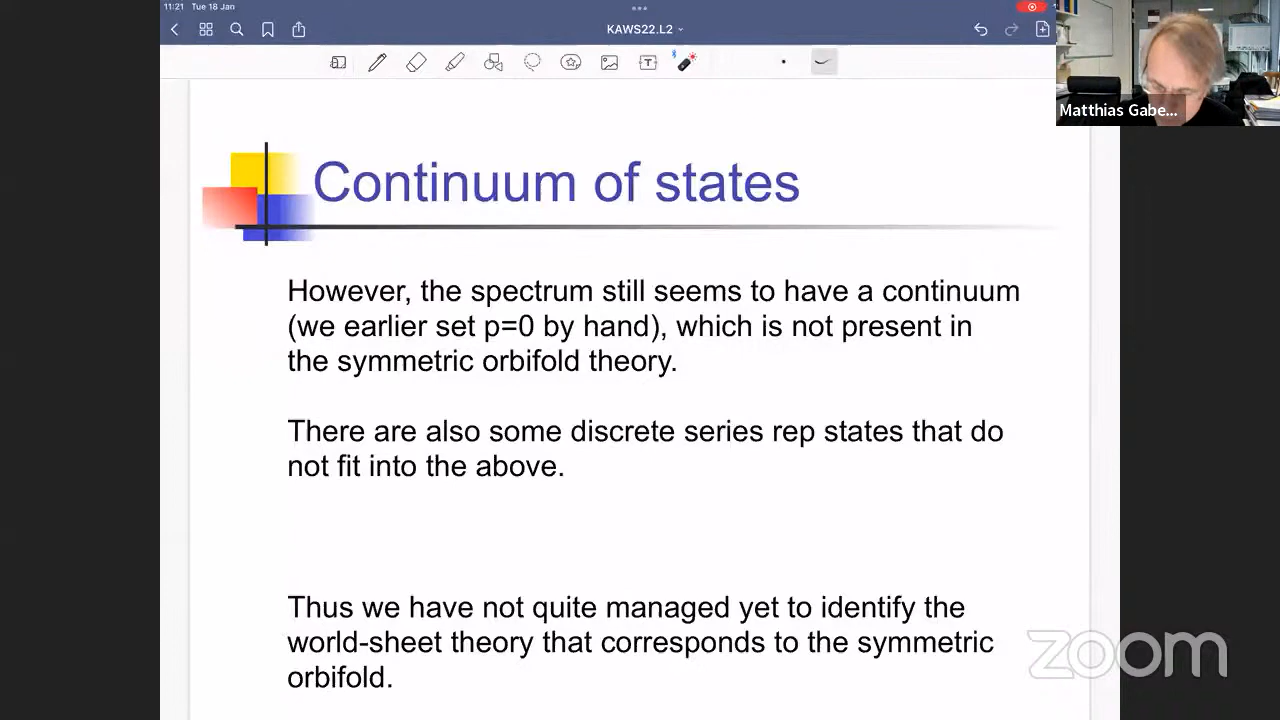 11:21 Tue 18 Jan
KAWS22.L2
Matthias Gabe...
Continuum of states
However, the spectrum still seems to have a continuum
(we earlier set p=0 by hand), which is not present in
the symmetric orbifold theory.
There are also some discrete series rep states that do
not fit into the above.
Thus we have not quite managed yet to identify the
world-sheet theory that corresponds to the symmetric
orbifold.
zoom